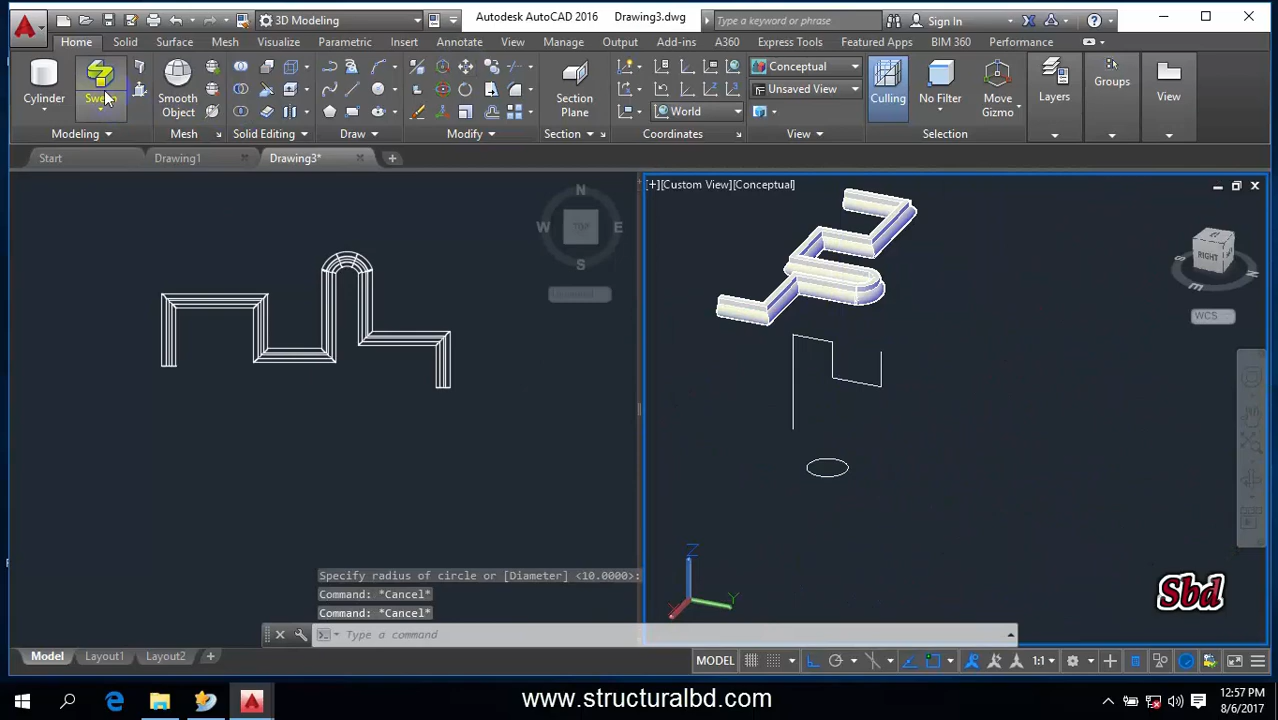 3D Modeling
Autodesk AutoCAD 2016 Drawing3.dwg
Type a keyword or phrase
Sign In
Home Solid Surface Mesh Visualize Parametric Insert Annotate View Manage Output Add-ins A360 Express Tools Featured Apps BIM 360 Performance
Cylinder
Sweep
Smooth
Object
Section
Plane
Conceptual
Unsaved View
World
Culling
No Filter
Move
Gizmo
Layers
Groups
View
Modeling Mesh Solid Editing Draw Modify Section Coordinates View Selection
Start Drawing1 Drawing3*
N
W TOP E
S
[+][Custom View][Conceptual]
RIGHT
S
N
E
WCS
Z
Y
X
Specify radius of circle or [Diameter] <10.0000>:
Command: *Cancel*
Command: *Cancel*
Type a command
Sbd
Model Layout1 Layout2 +
MODEL
1:1
www.structuralbd.com
12:57 PM
8/6/2017